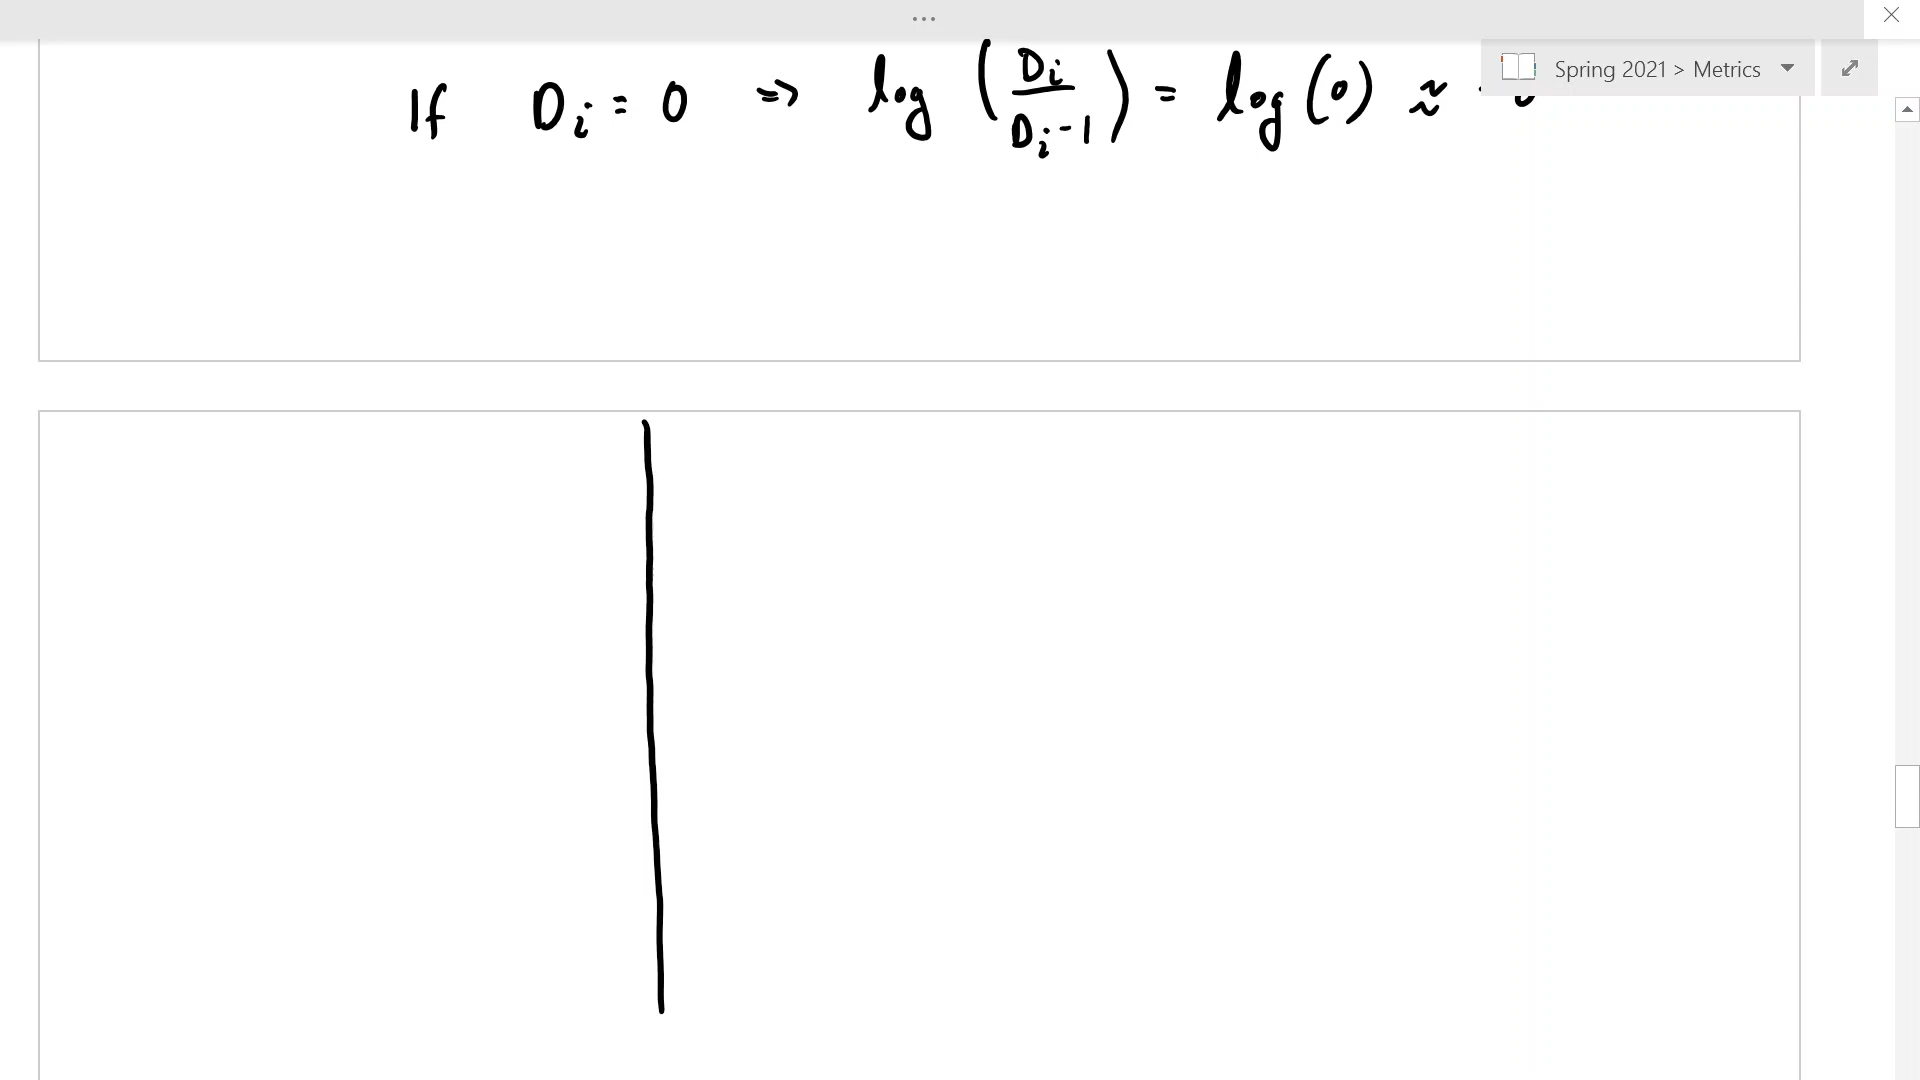 Spring 2021 > Metrics
If D_i = 0 => log (D_i / D_i-1) = log(0) ≈